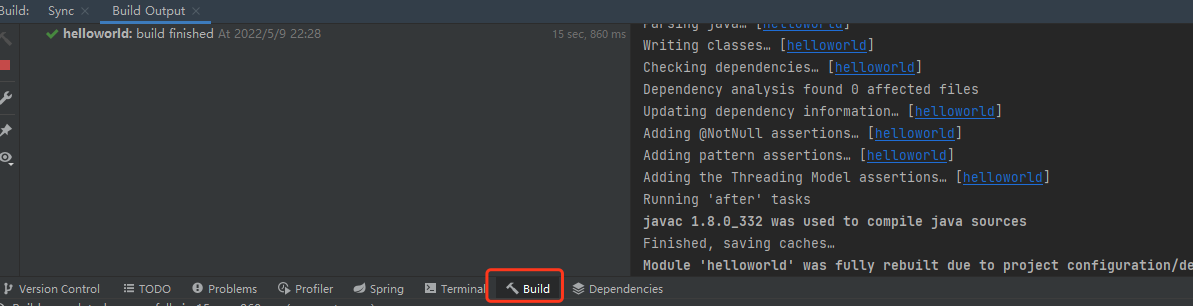 Build: Sync × Build Output ×
helloworld: build finished At 2022/5/9 22:28 15 sec, 860 ms
Parsing java… [helloworld]
Writing classes… [helloworld]
Checking dependencies… [helloworld]
Dependency analysis found 0 affected files
Updating dependency information… [helloworld]
Adding @NotNull assertions… [helloworld]
Adding pattern assertions… [helloworld]
Adding the Threading Model assertions… [helloworld]
Running 'after' tasks
javac 1.8.0_332 was used to compile java sources
Finished, saving caches…
Module 'helloworld' was fully rebuilt due to project configuration/de
Version Control TODO Problems Profiler Spring Terminal Build Dependencies